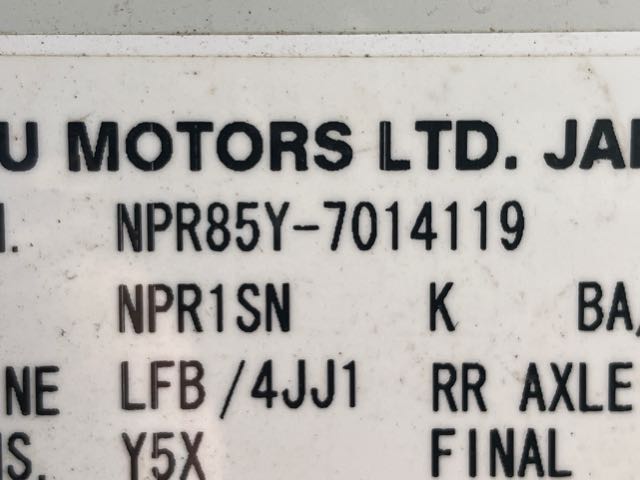 U MOTORS LTD. JA
NPR85Y-7014119
NPR1SN K BA
NE LFB/4JJ1 RR AXLE
S. Y5X FINAL